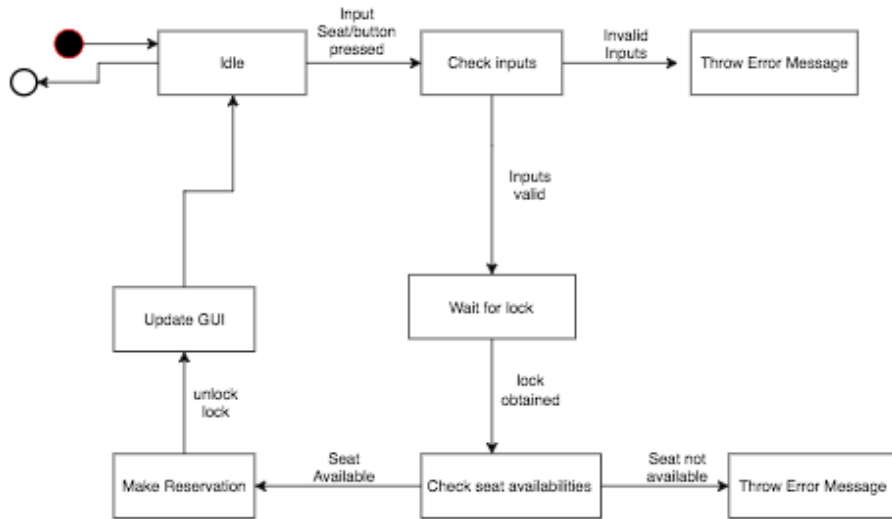 Input
Seat/button
pressed
Invalid
Inputs
Idle
Check inputs
Throw Error Message
Inputs
valid
Update GUI
Wait for lock
unlock
lock
lock
obtained
Seat
Available
Seat not
available
Make Reservation
Check seat availabilities
Throw Error Message